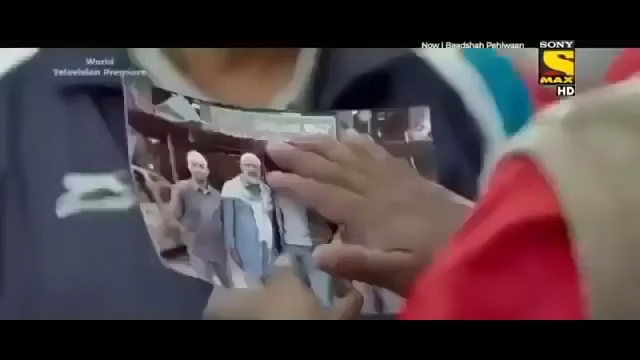 World
Television Premiere
Now | Baadshah Pehlwaan
SONY
S
MAX
HD